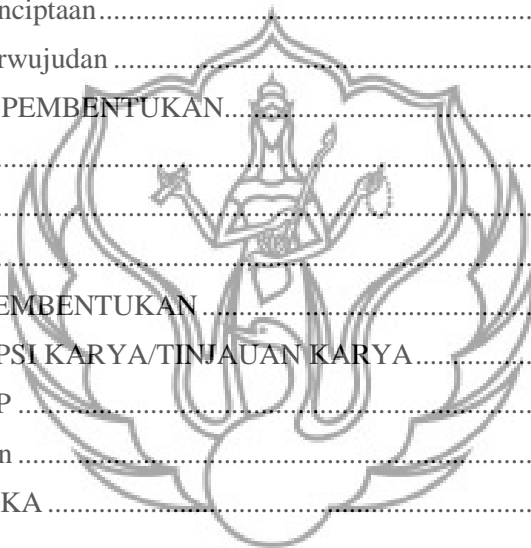 nciptaan..............................................
rwujudan ..............................................
PEMBENTUKAN..............................................
..............................................
..............................................
..............................................
EMBENTUKAN ..............................................
PSI KARYA/TINJAUAN KARYA..............................................
P ..............................................
n ..............................................
KA ..............................................